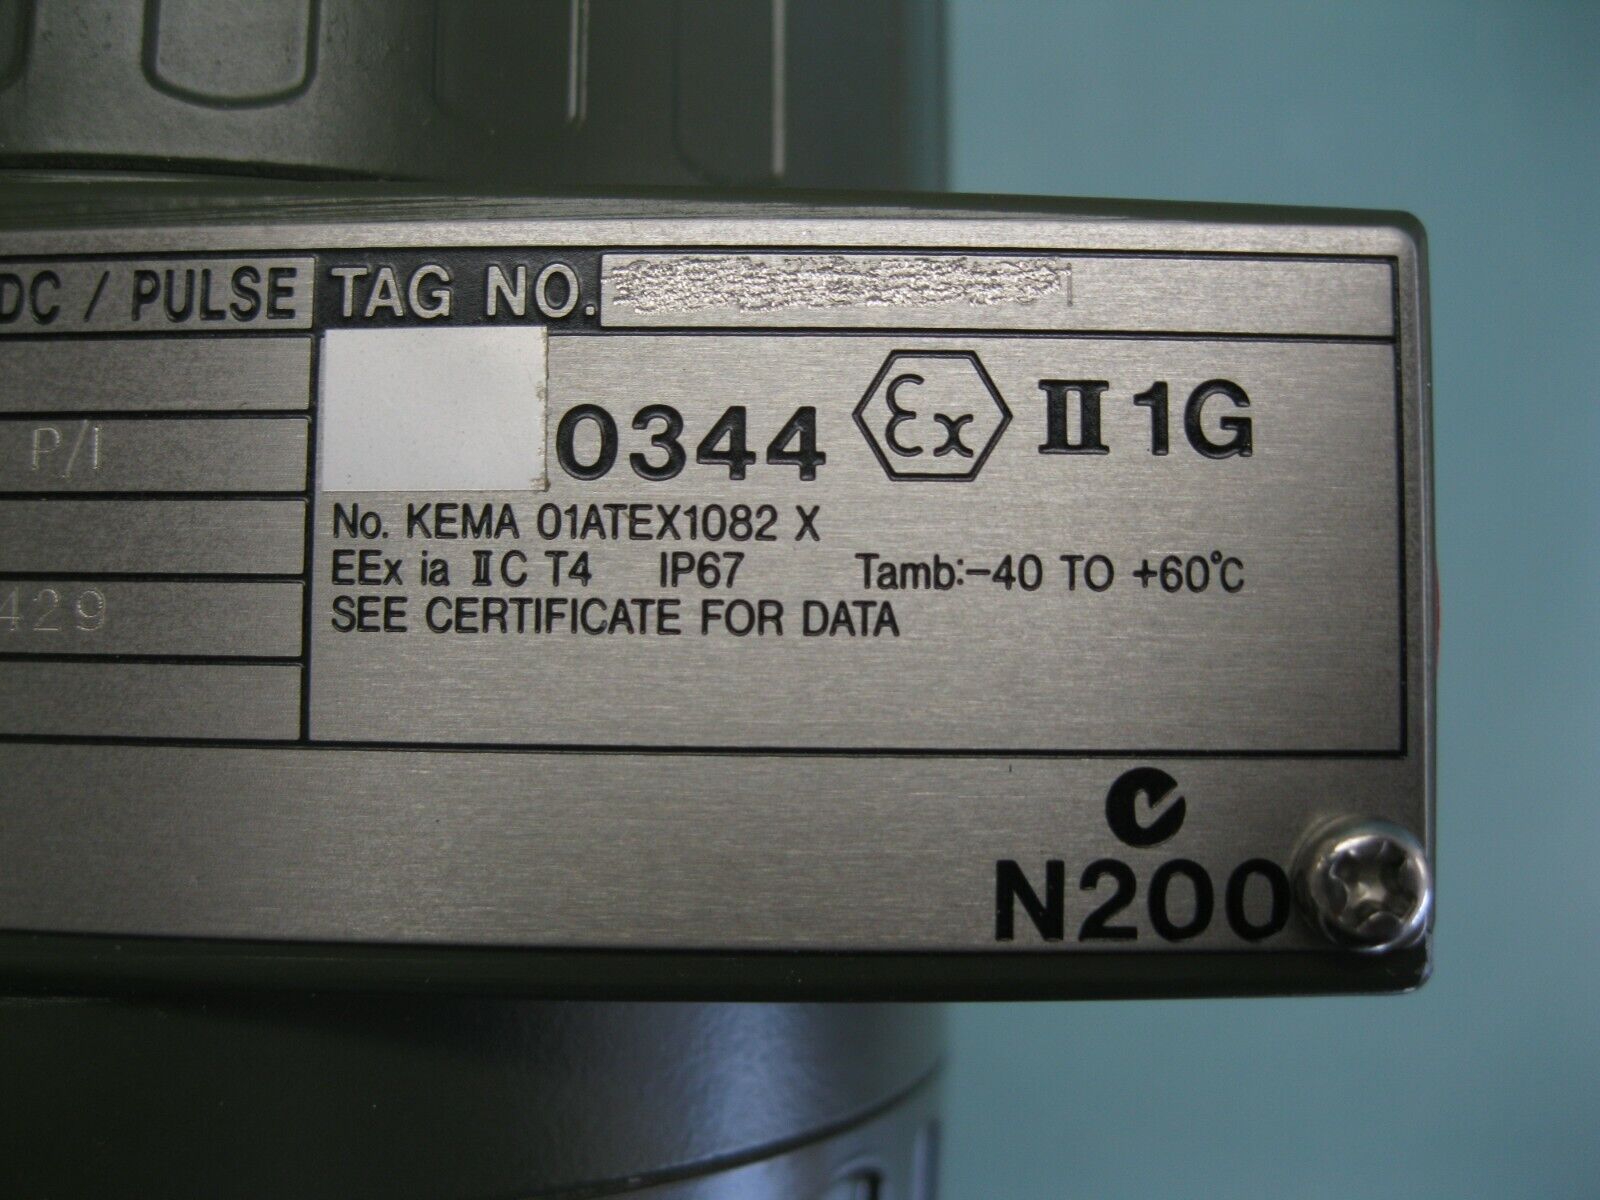 DC / PULSE TAG NO.
0344 Ex II 1G
P/I
No. KEMA 01ATEX1082 X
EEx ia IIC T4 IP67 Tamb:-40 TO +60°C
429
SEE CERTIFICATE FOR DATA
N200